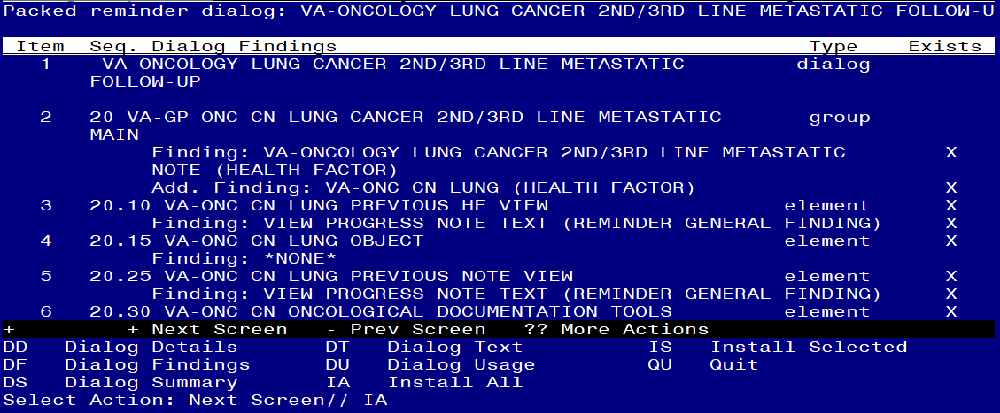 Packed reminder dialog: VA-ONCOLOGY LUNG CANCER 2ND/3RD LINE METASTATIC FOLLOW-U
Item Seq. Dialog Findings Type Exists
1 VA-ONCOLOGY LUNG CANCER 2ND/3RD LINE METASTATIC dialog
FOLLOW-UP
2 20 VA-GP ONC CN LUNG CANCER 2ND/3RD LINE METASTATIC group
MAIN
Finding: VA-ONCOLOGY LUNG CANCER 2ND/3RD LINE METASTATIC X
NOTE (HEALTH FACTOR)
Add. Finding: VA-ONC CN LUNG (HEALTH FACTOR) X
3 20.10 VA-ONC CN LUNG PREVIOUS HF VIEW element X
Finding: VIEW PROGRESS NOTE TEXT (REMINDER GENERAL FINDING) X
4 20.15 VA-ONC CN LUNG OBJECT element X
Finding: *NONE*
5 20.25 VA-ONC CN LUNG PREVIOUS NOTE VIEW element X
Finding: VIEW PROGRESS NOTE TEXT (REMINDER GENERAL FINDING) X
6 20.30 VA-ONC CN ONCOLOGICAL DOCUMENTATION TOOLS element X
+ + Next Screen - Prev Screen ?? More Actions
DD Dialog Details DT Dialog Text IS Install Selected
DF Dialog Findings DU Dialog Usage QU Quit
DS Dialog Summary IA Install All
Select Action: Next Screen// IA